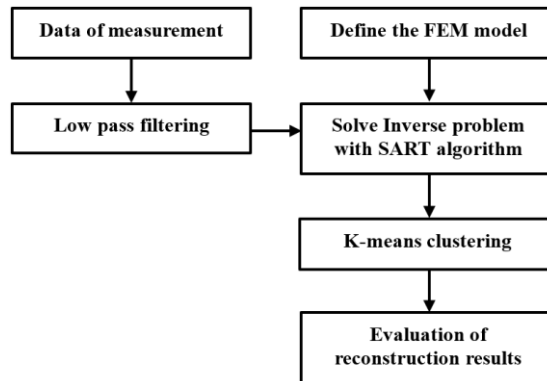 Data of measurement
Define the FEM model
Low pass filtering
Solve Inverse problem
with SART algorithm
K-means clustering
Evaluation of
reconstruction results